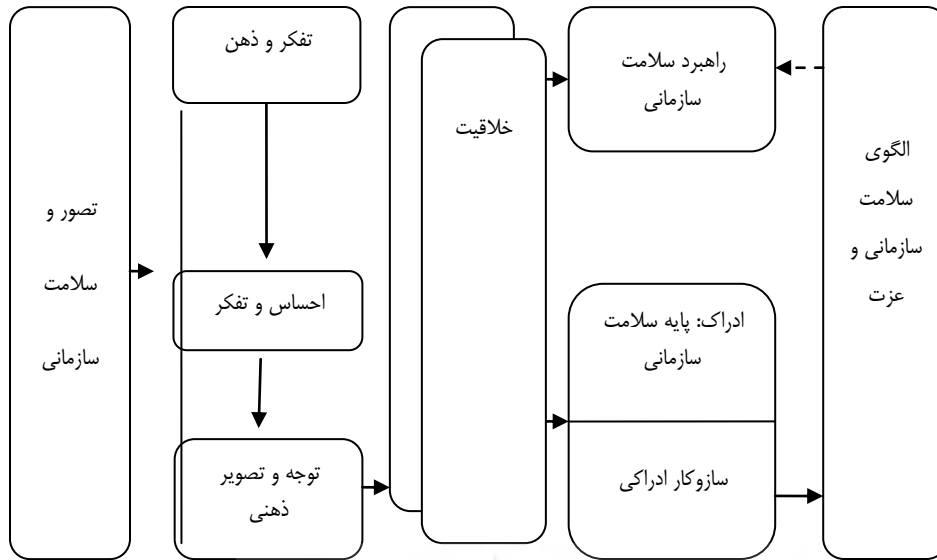 تصور و
سلامت
سازمانی
تفکر و ذهن
احساس و تفکر
توجه و تصویر
ذهنی
خلاقیت
راهبرد سلامت
سازمانی
ادراک: پایه سلامت
سازمانی
سازوکار ادراکی
الگوی
سلامت
سازمانی و
عزت